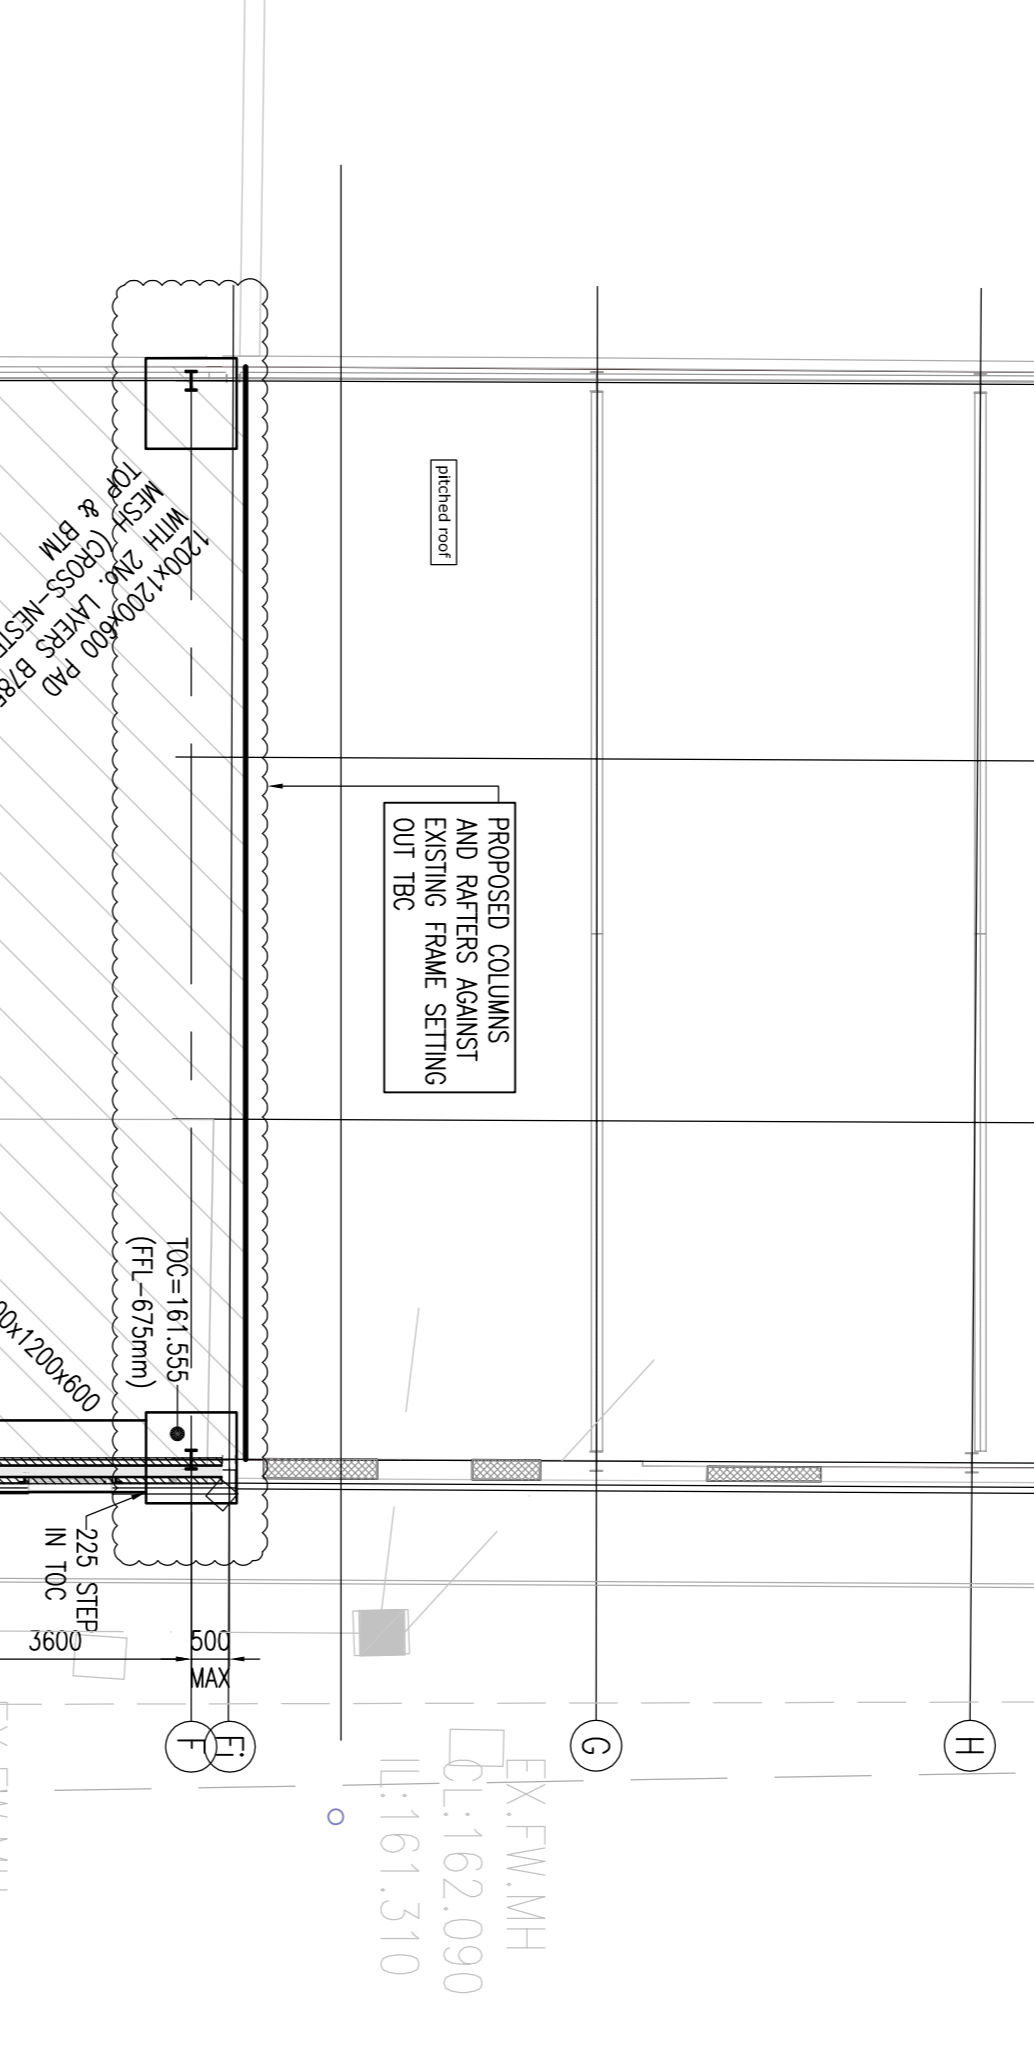 pitched roof
1200x1200x600 PAD
WITH 2No. LAYERS
MESH (CROSS-
TOP & BTM
PROPOSED COLUMNS
AND RAFTERS AGAINST
EXISTING FRAME SETTING
OUT TBC
TOC=161.555
(FFL-675mm)
00x1200x600
225 STEP
IN TOC
3600
500
MAX
F
Fi
G
H
EX.FW.MH
CL:162.090
IL:161.310